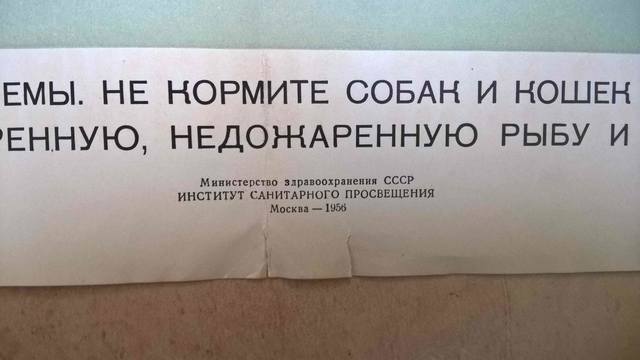 ЕМЫ. НЕ КОРМИТЕ СОБАК И КОШЕК
РЕННУЮ, НЕДОЖАРЕННУЮ РЫБУ И
Министерство здравоохранения СССР
ИНСТИТУТ САНИТАРНОГО ПРОСВЕЩЕНИЯ
Москва — 1956